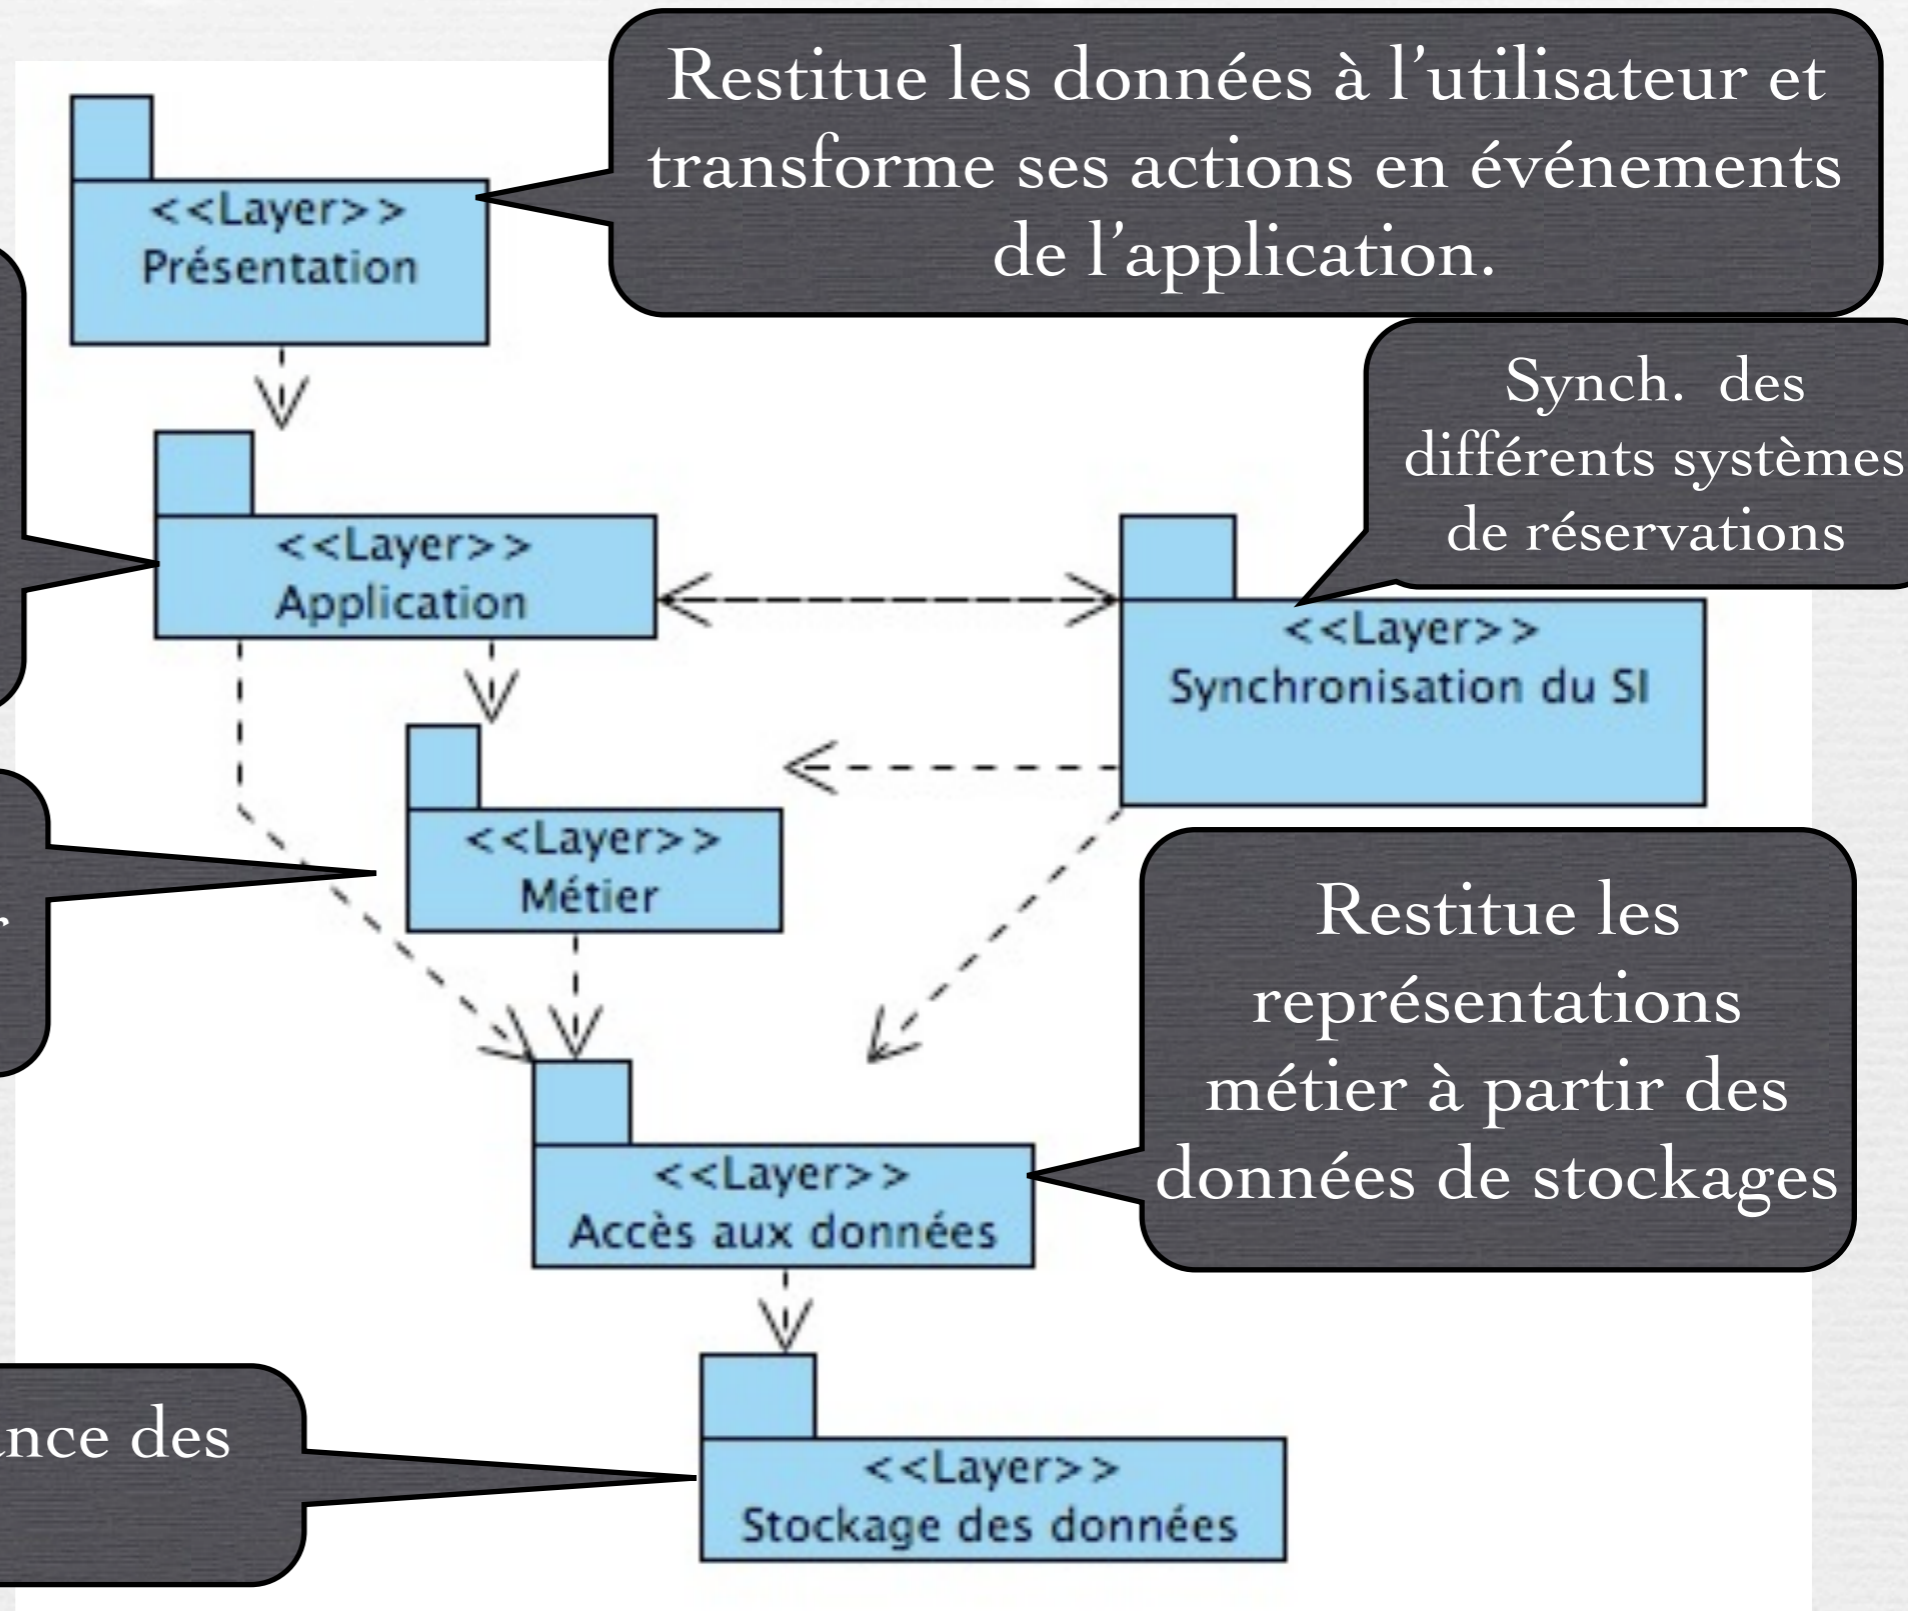 Restitue les données à l’utilisateur et
transforme ses actions en événements
de l’application.
<<Layer>>
Présentation
Synch. des
différents systèmes
de réservations
<<Layer>>
Application
<<Layer>>
Synchronisation du SI
<<Layer>>
Métier
Restitue les
représentations
métier à partir des
données de stockages
<<Layer>>
Accès aux données
des
<<Layer>>
Stockage des données